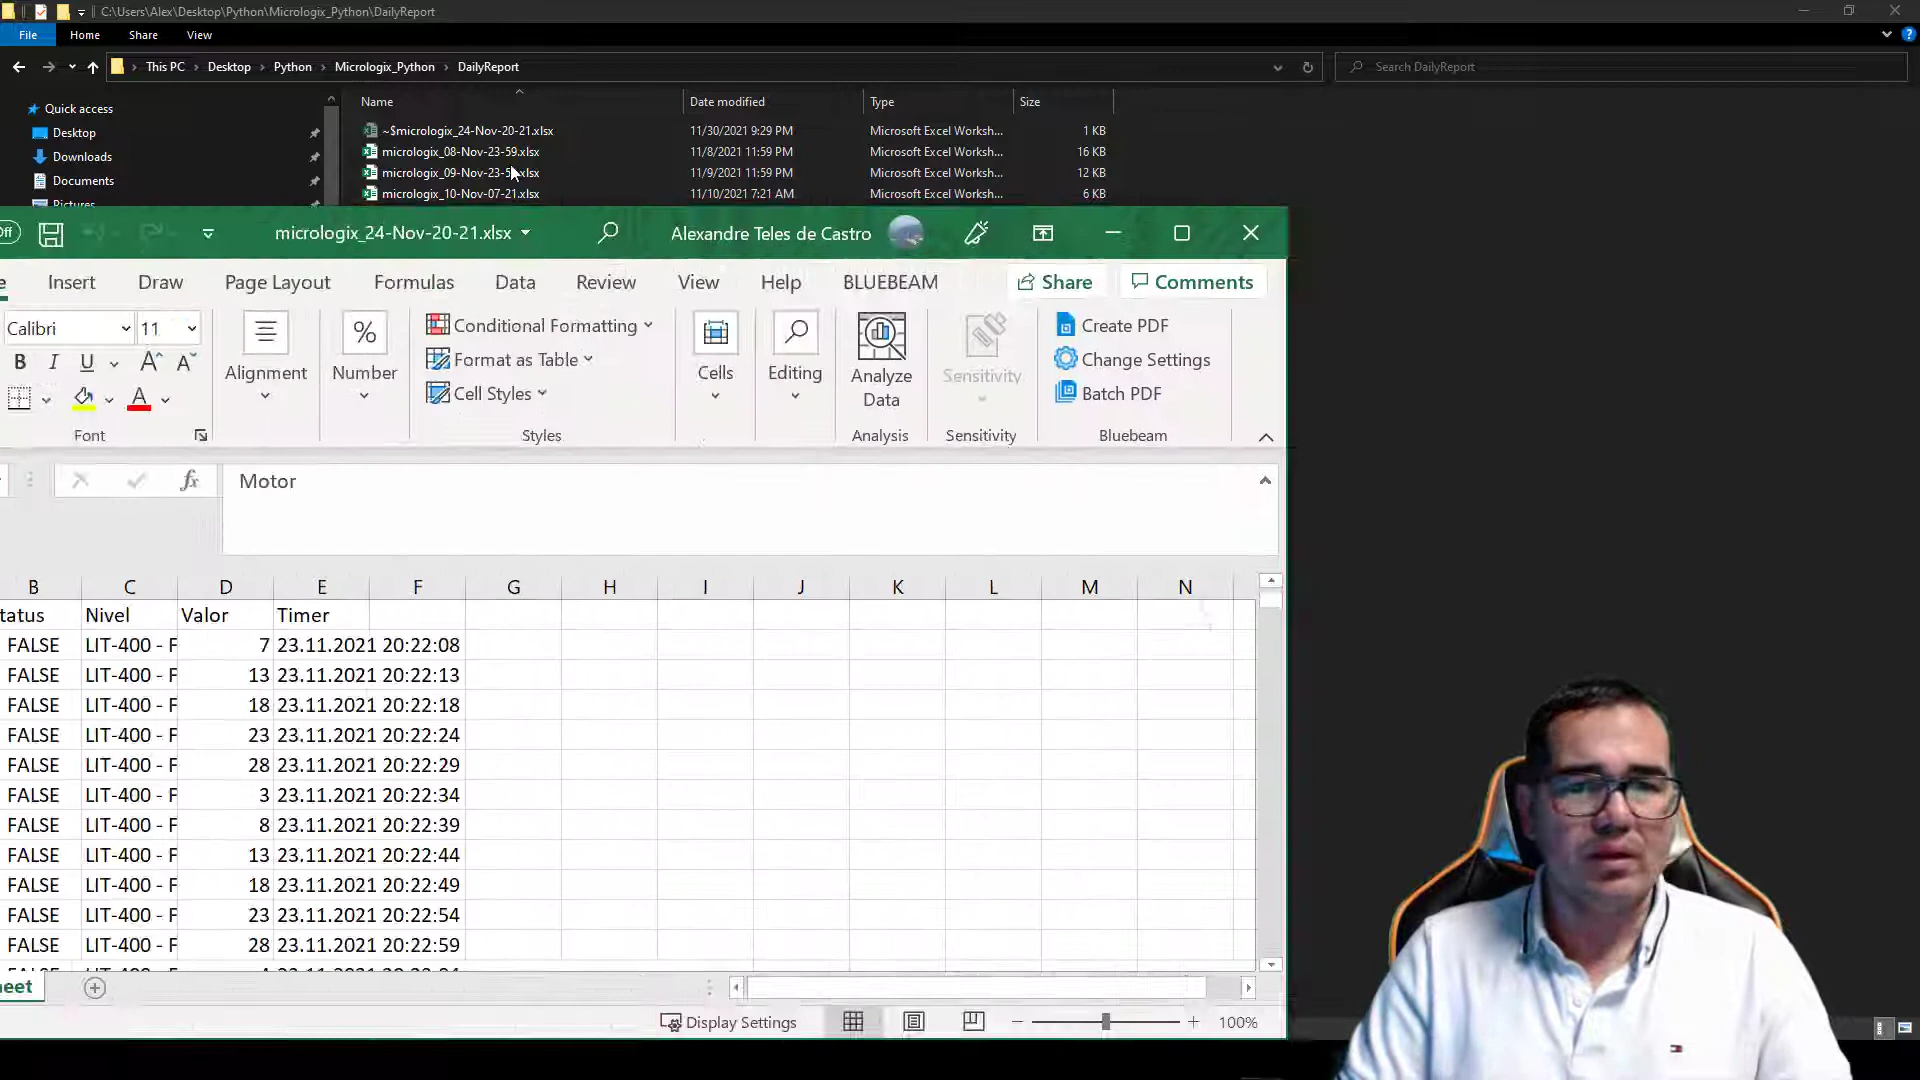 C:\Users\Alex\Desktop\Python\Micrologix_Python\DailyReport
File Home Share View
This PC Desktop Python Micrologix_Python DailyReport Search DailyReport
Name Date modified Type Size
Quick access
Desktop
Downloads
Documents
Pictures
~$micrologix_24-Nov-20-21.xlsx 11/30/2021 9:29 PM Microsoft Excel Worksh... 1 KB
micrologix_08-Nov-23-59.xlsx 11/8/2021 11:59 PM Microsoft Excel Worksh... 16 KB
micrologix_09-Nov-23-59.xlsx 11/9/2021 11:59 PM Microsoft Excel Worksh... 12 KB
micrologix_10-Nov-07-21.xlsx 11/10/2021 7:21 AM Microsoft Excel Worksh... 6 KB
Off micrologix_24-Nov-20-21.xlsx Alexandre Teles de Castro
e Insert Draw Page Layout Formulas Data Review View Help BLUEBEAM Share Comments
Calibri 11
B I U A A
A
Font
Alignment
% Number
Conditional Formatting
Format as Table
Cell Styles
Styles
Cells
Editing
Analyze
Data
Analysis
Sensitivity
Sensitivity
Create PDF
Change Settings
Batch PDF
Bluebeam
fx Motor
B C D E F G H I J K L M N
tatus Nivel Valor Timer
FALSE LIT-400 - F 7 23.11.2021 20:22:08
FALSE LIT-400 - F 13 23.11.2021 20:22:13
FALSE LIT-400 - F 18 23.11.2021 20:22:18
FALSE LIT-400 - F 23 23.11.2021 20:22:24
FALSE LIT-400 - F 28 23.11.2021 20:22:29
FALSE LIT-400 - F 3 23.11.2021 20:22:34
FALSE LIT-400 - F 8 23.11.2021 20:22:39
FALSE LIT-400 - F 13 23.11.2021 20:22:44
FALSE LIT-400 - F 18 23.11.2021 20:22:49
FALSE LIT-400 - F 23 23.11.2021 20:22:54
FALSE LIT-400 - F 28 23.11.2021 20:22:59
heet
Display Settings 100%